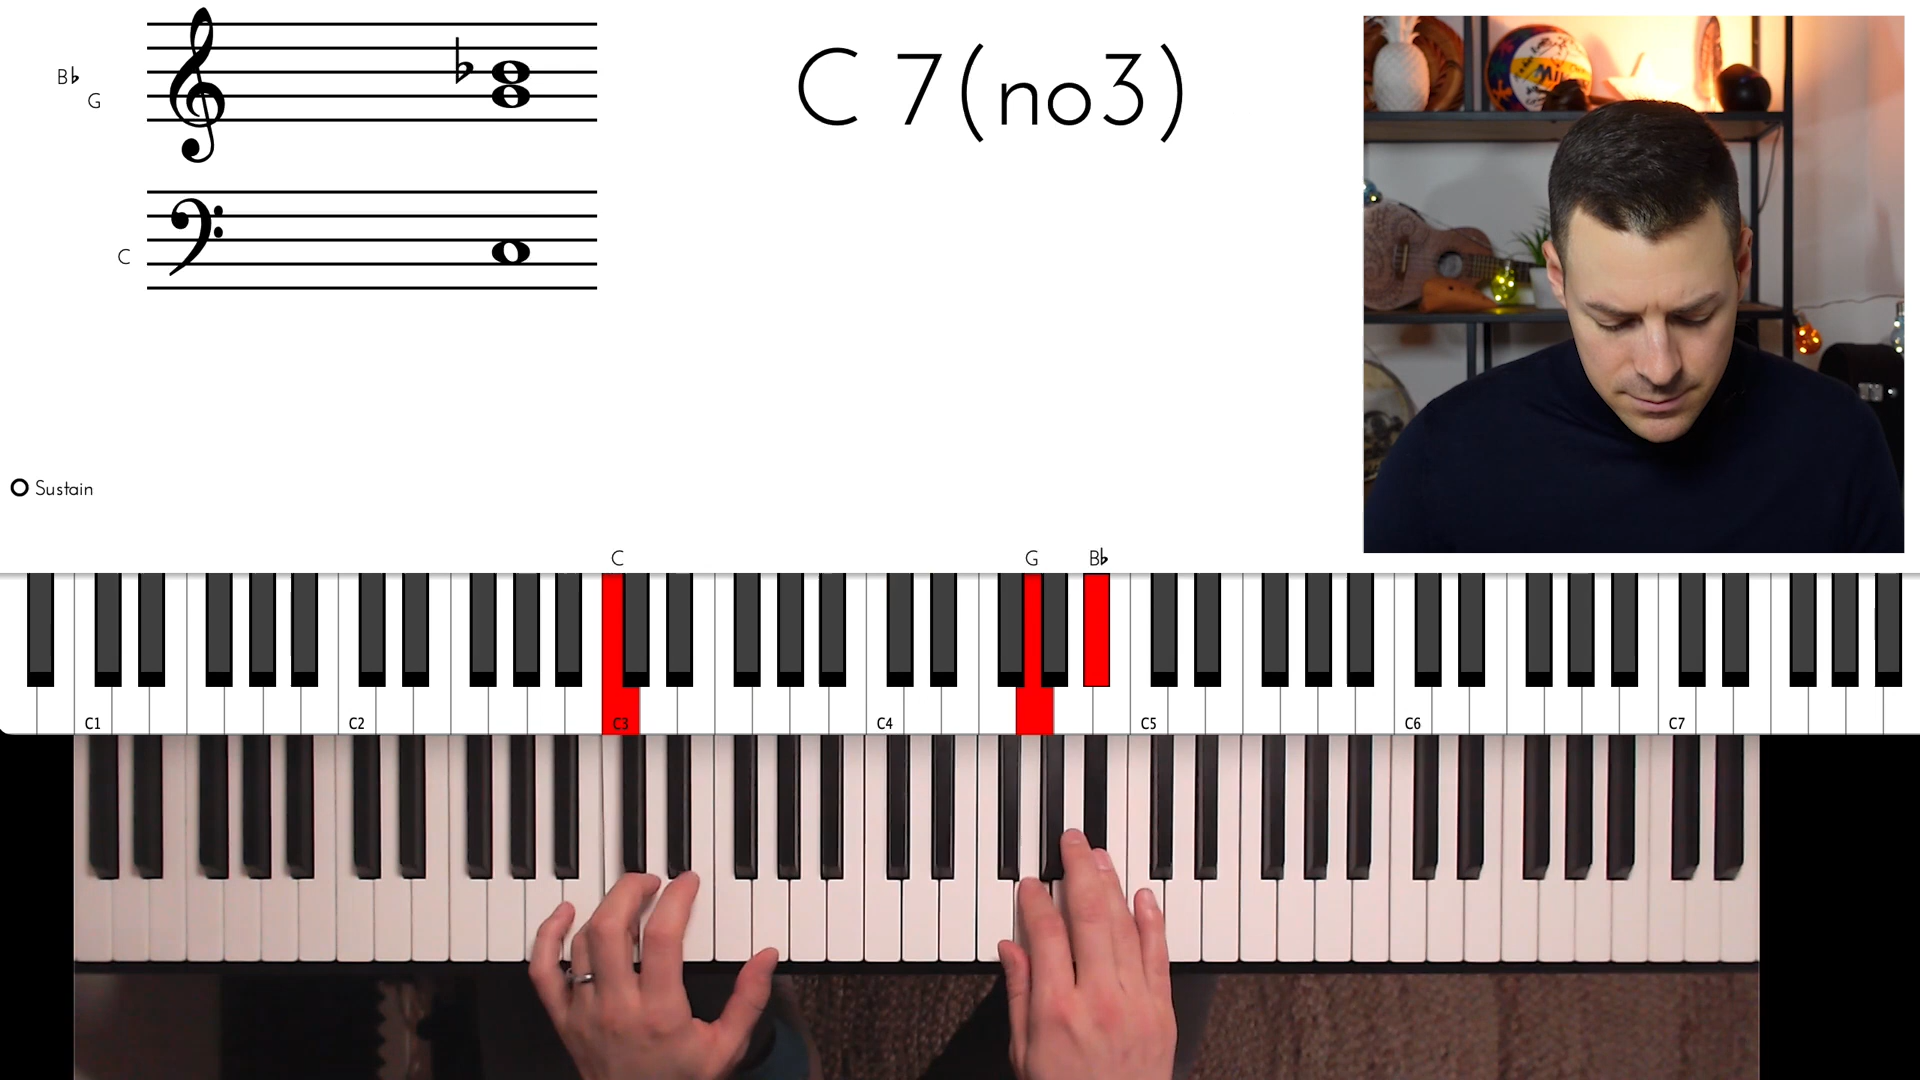 C 7(no3)
B♭
G
C
Sustain
C G B♭
C1 C2 C3 C4 C5 C6 C7